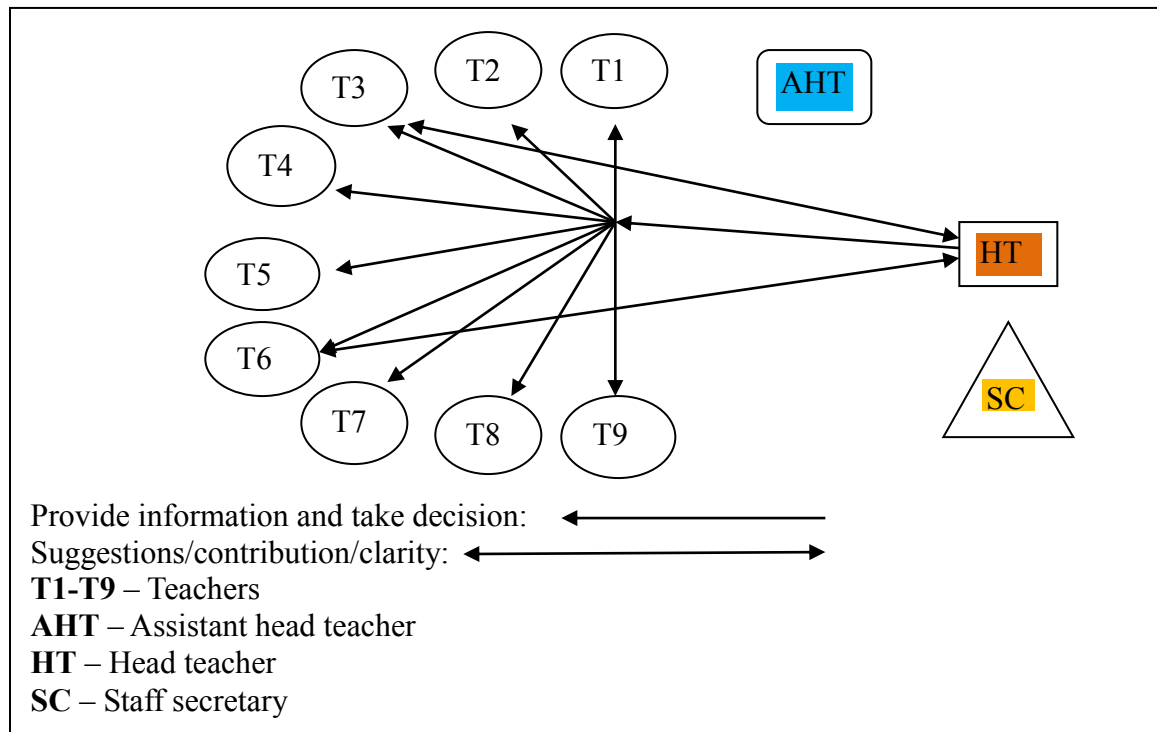 T3
T2
T1
AHT
T4
T5
HT
T6
T7
T8
T9
SC
Provide information and take decision:
Suggestions/contribution/clarity:
T1-T9 – Teachers
AHT – Assistant head teacher
HT – Head teacher
SC – Staff secretary